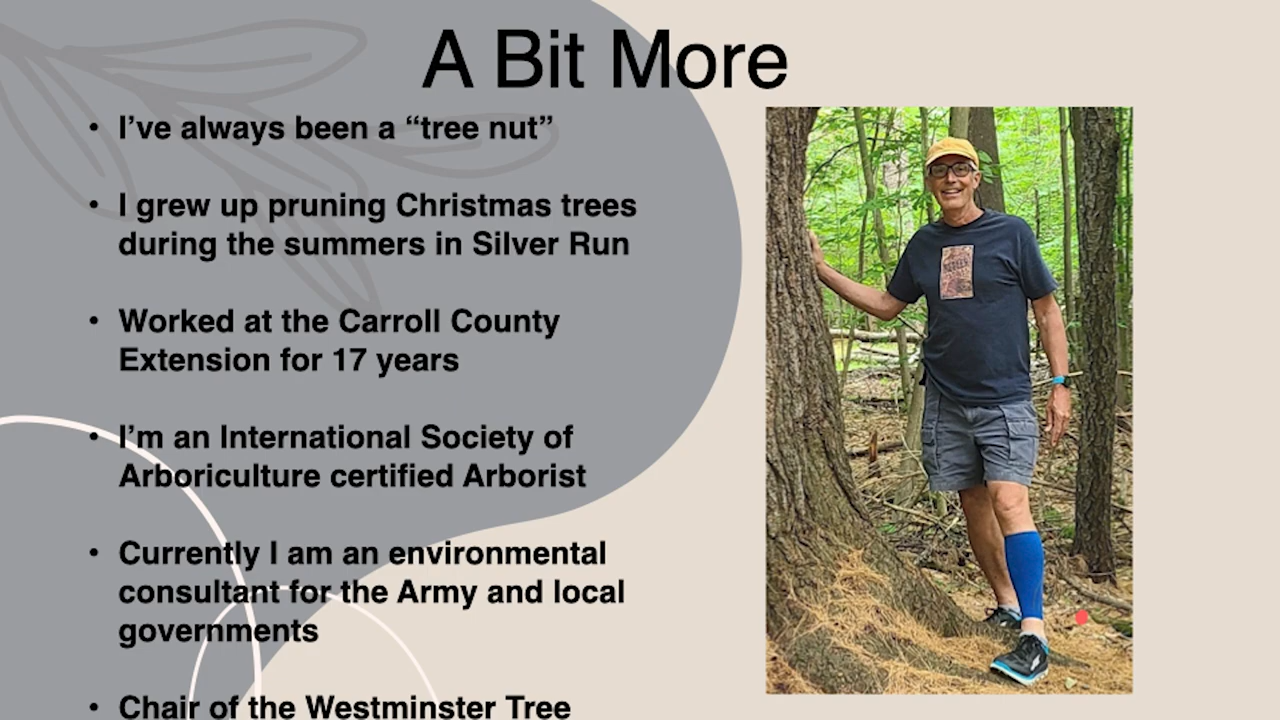 A Bit More
• I’ve always been a “tree nut”
• I grew up pruning Christmas trees
during the summers in Silver Run
• Worked at the Carroll County
Extension for 17 years
• I’m an International Society of
Arboriculture certified Arborist
• Currently I am an environmental
consultant for the Army and local
governments
• Chair of the Westminster Tree